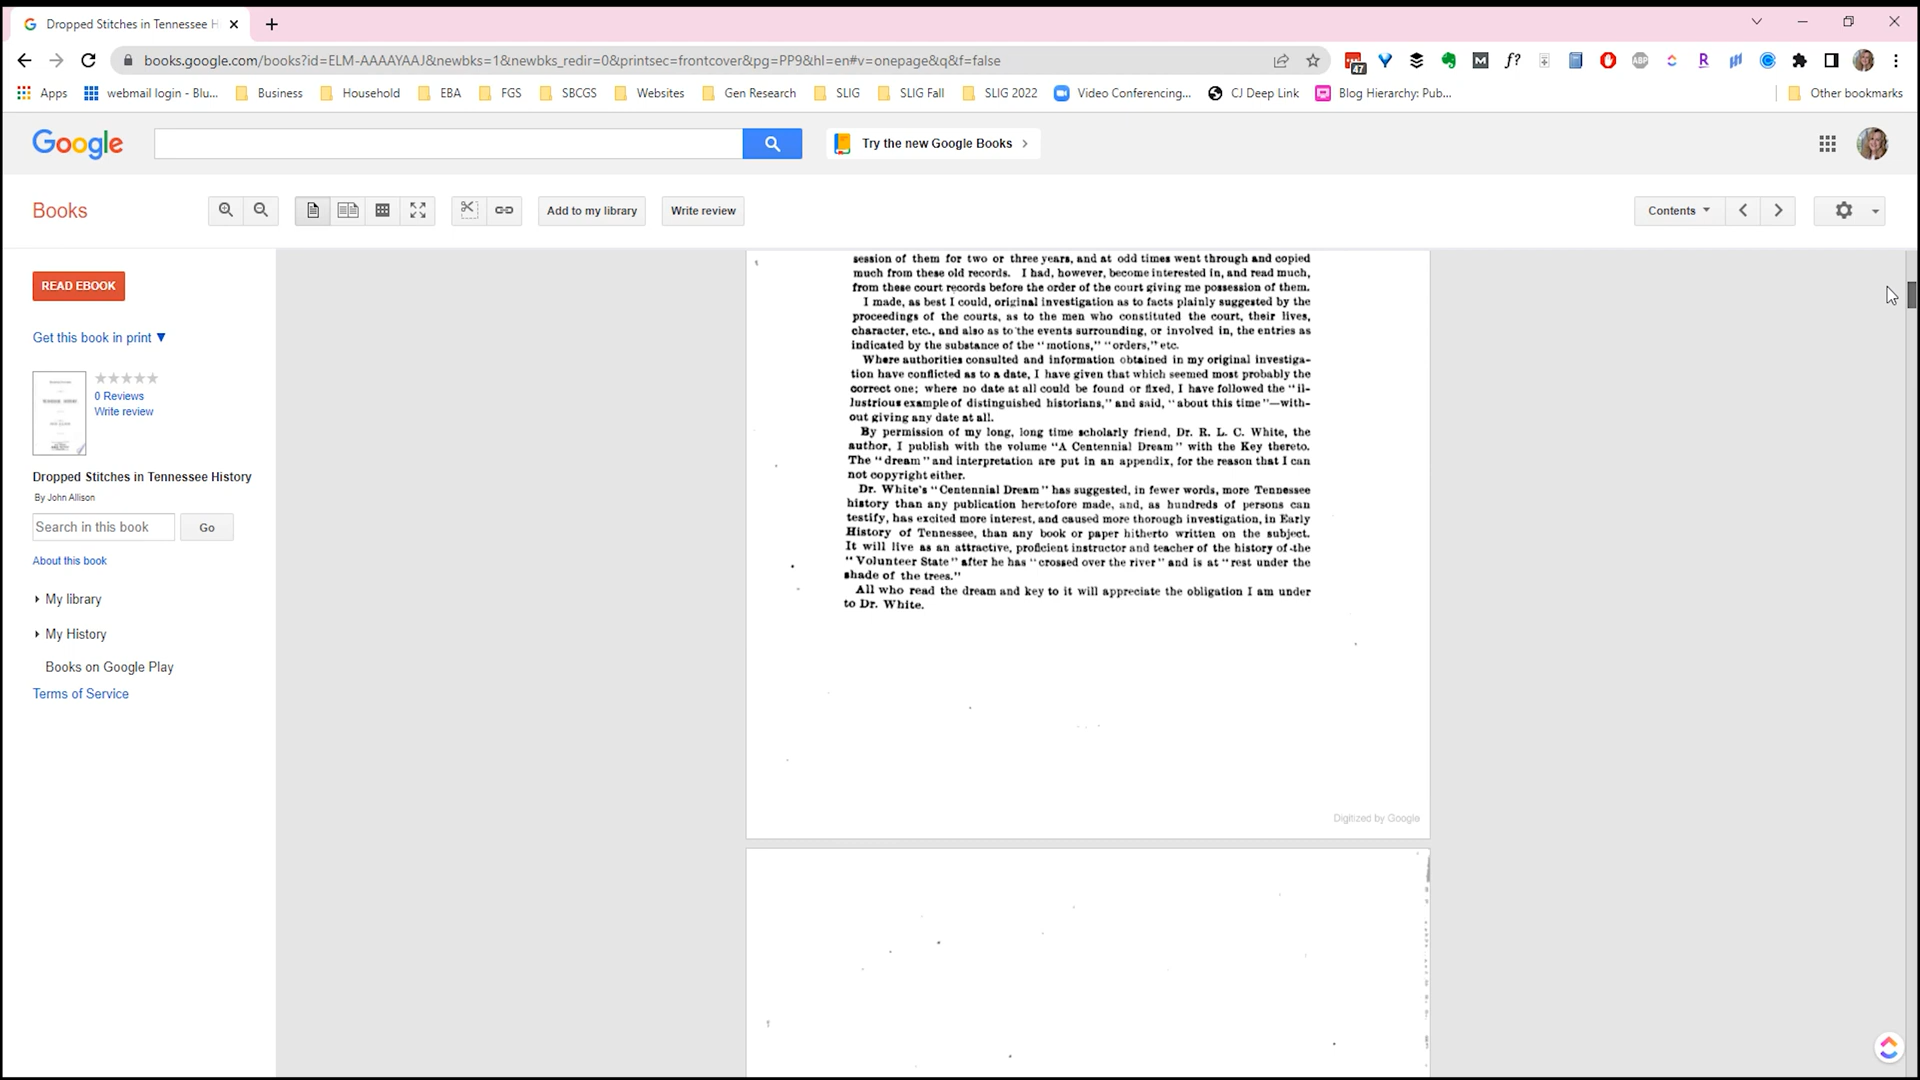 Dropped Stitches in Tennessee H
books.google.com/books?id=ELM-AAAAYAAJ&newbks=1&newbks_redir=0&printsec=frontcover&pg=PP9&hl=en#v=onepage&q&f=false
47
f?
ABP
R
Apps webmail login - Blu... Business Household EBA FGS SBCGS Websites Gen Research SLIG SLIG Fall SLIG 2022 Video Conferencing... CJ Deep Link Blog Hierarchy: Pub... Other bookmarks
Google
Try the new Google Books
Books
Add to my library
Write review
Contents
READ EBOOK
Get this book in print ▼
0 Reviews
Write review
Dropped Stitches in Tennessee History
By John Allison
Search in this book
Go
About this book
My library
My History
Books on Google Play
Terms of Service
session of them for two or three years, and at odd times went through and copied
much from these old records. I had, however, become interested in, and read much,
from these court records before the order of the court giving me possession of them.
I made, as best I could, original investigation as to facts plainly suggested by the
proceedings of the courts, as to the men who constituted the court, their lives,
character, etc., and also as to the events surrounding, or involved in, the entries as
indicated by the substance of the "motions," "orders," etc.
Where authorities consulted and information obtained in my original investiga-
tion have conflicted as to a date, I have given that which seemed most probably the
correct one; where no date at all could be found or fixed, I have followed the "il-
lustrious example of distinguished historians," and said, "about this time"—with-
out giving any date at all.
By permission of my long, long time scholarly friend, Dr. R. L. C. White, the
author, I publish with the volume "A Centennial Dream" with the Key thereto.
The "dream" and interpretation are put in an appendix, for the reason that I can
not copyright either.
Dr. White's "Centennial Dream" has suggested, in fewer words, more Tennessee
history than any publication heretofore made, and, as hundreds of persons can
testify, has excited more interest, and caused more thorough investigation, in Early
History of Tennessee, than any book or paper hitherto written on the subject.
It will live as an attractive, proficient instructor and teacher of the history of the
"Volunteer State" after he has "crossed over the river" and is at "rest under the
shade of the trees."
All who read the dream and key to it will appreciate the obligation I am under
to Dr. White.
Digitized by Google